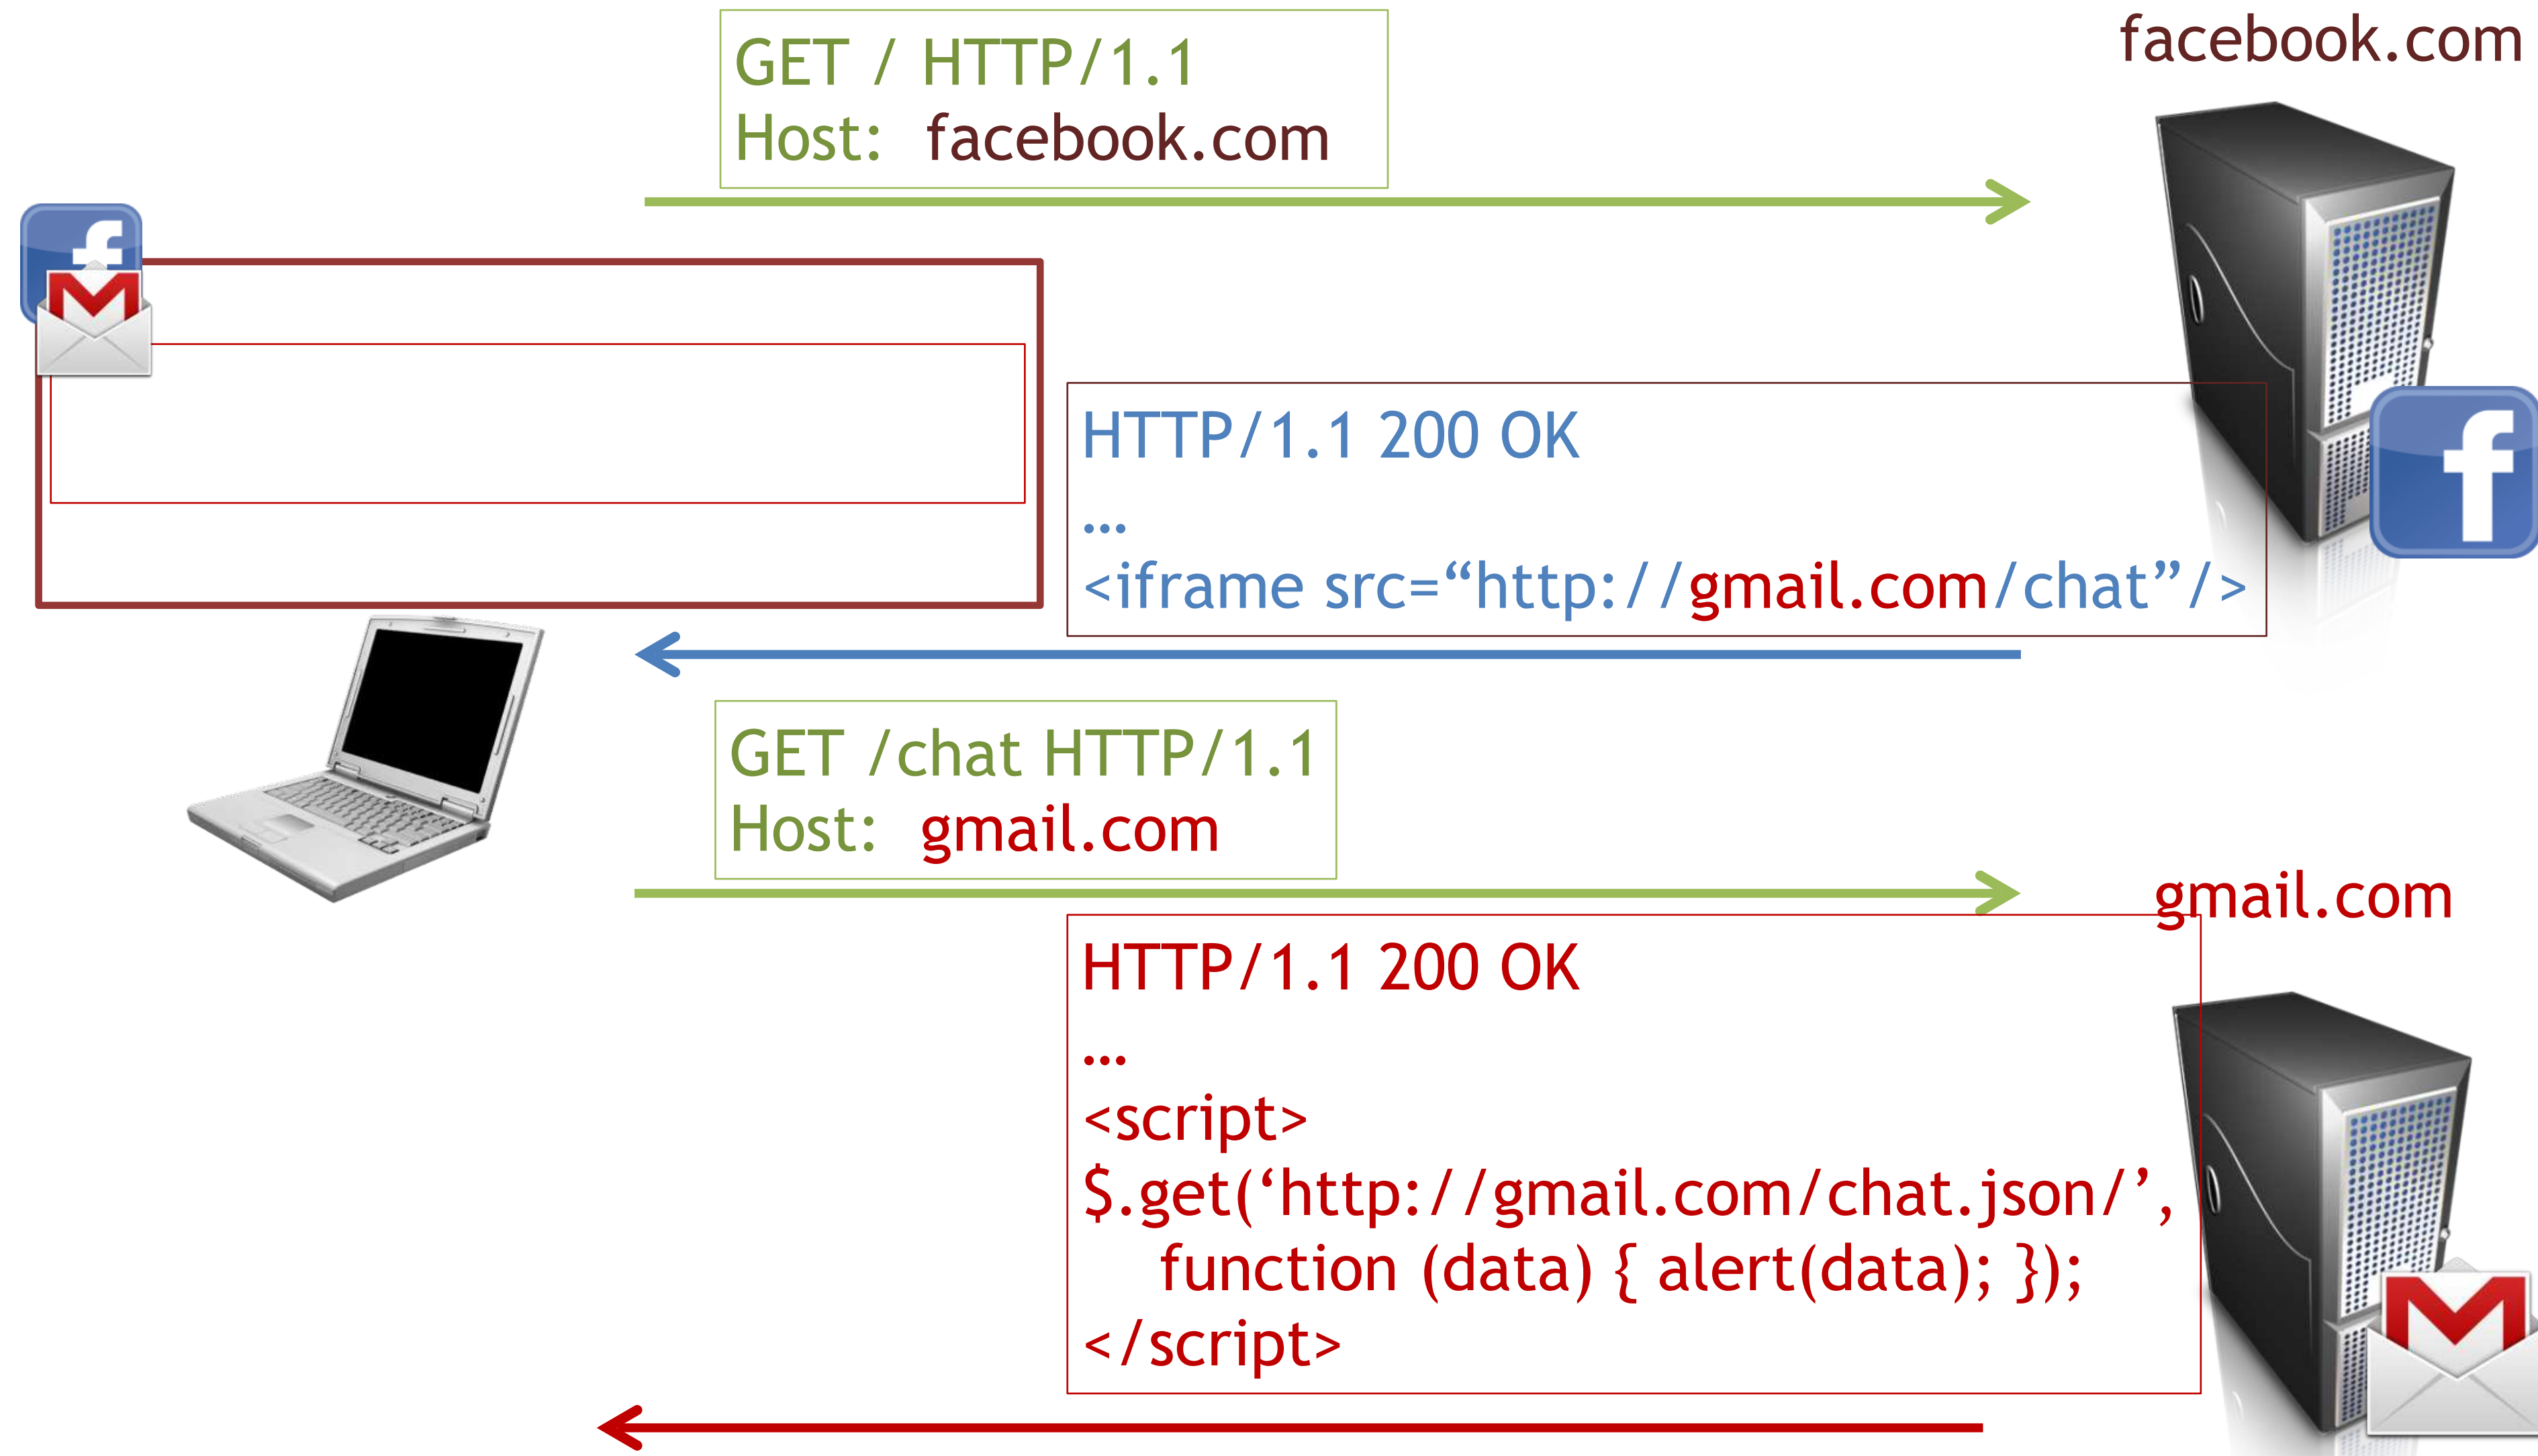 facebook.com
GET / HTTP/1.1
Host: facebook.com
HTTP/1.1 200 OK
…
<iframe src=“http://gmail.com/chat”/>
GET /chat HTTP/1.1
Host: gmail.com
gmail.com
HTTP/1.1 200 OK
…
<script>
$.get(‘http://gmail.com/chat.json/’,
function (data) { alert(data); });
</script>